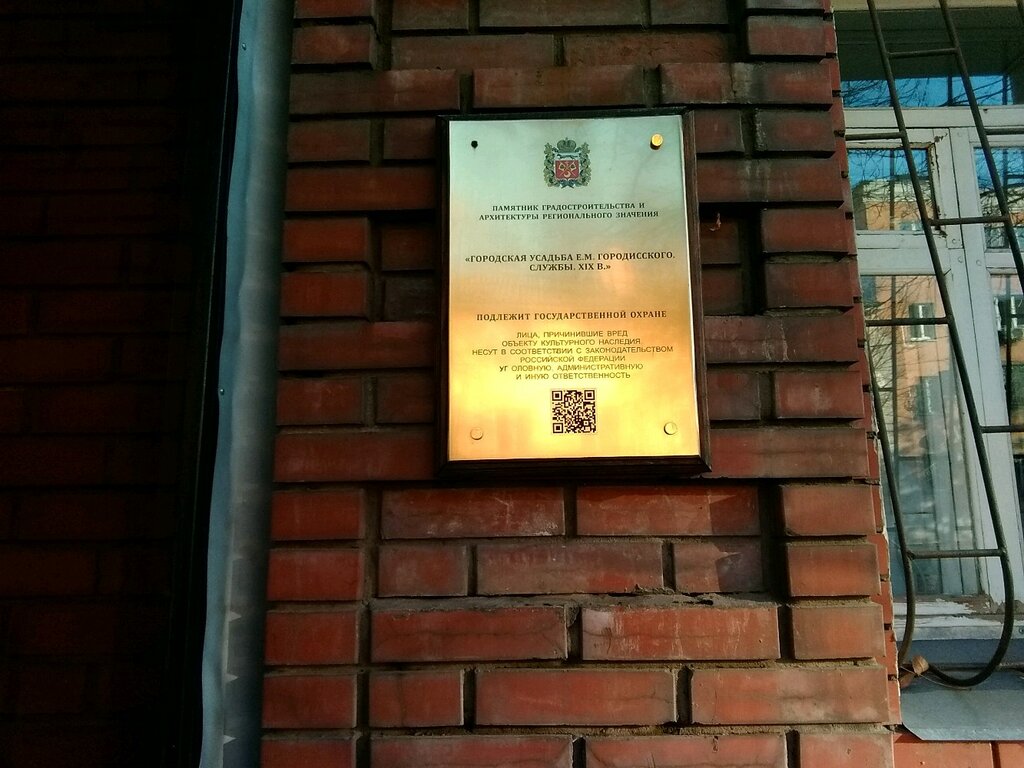 ПАМЯТНИК ГРАДОСТРОИТЕЛЬСТВА И
АРХИТЕКТУРЫ РЕГИОНАЛЬНОГО ЗНАЧЕНИЯ
«ГОРОДСКАЯ УСАДЬБА Е.М. ГОРОДИССКОГО.
СЛУЖБЫ. XIX В.»
ПОДЛЕЖИТ ГОСУДАРСТВЕННОЙ ОХРАНЕ
ЛИЦА, ПРИЧИНИВШИЕ ВРЕД
ОБЪЕКТУ КУЛЬТУРНОГО НАСЛЕДИЯ
НЕСУТ В СООТВЕТСТВИИ С ЗАКОНОДАТЕЛЬСТВОМ
РОССИЙСКОЙ ФЕДЕРАЦИИ
УГОЛОВНУЮ, АДМИНИСТРАТИВНУЮ
И ИНУЮ ОТВЕТСТВЕННОСТЬ